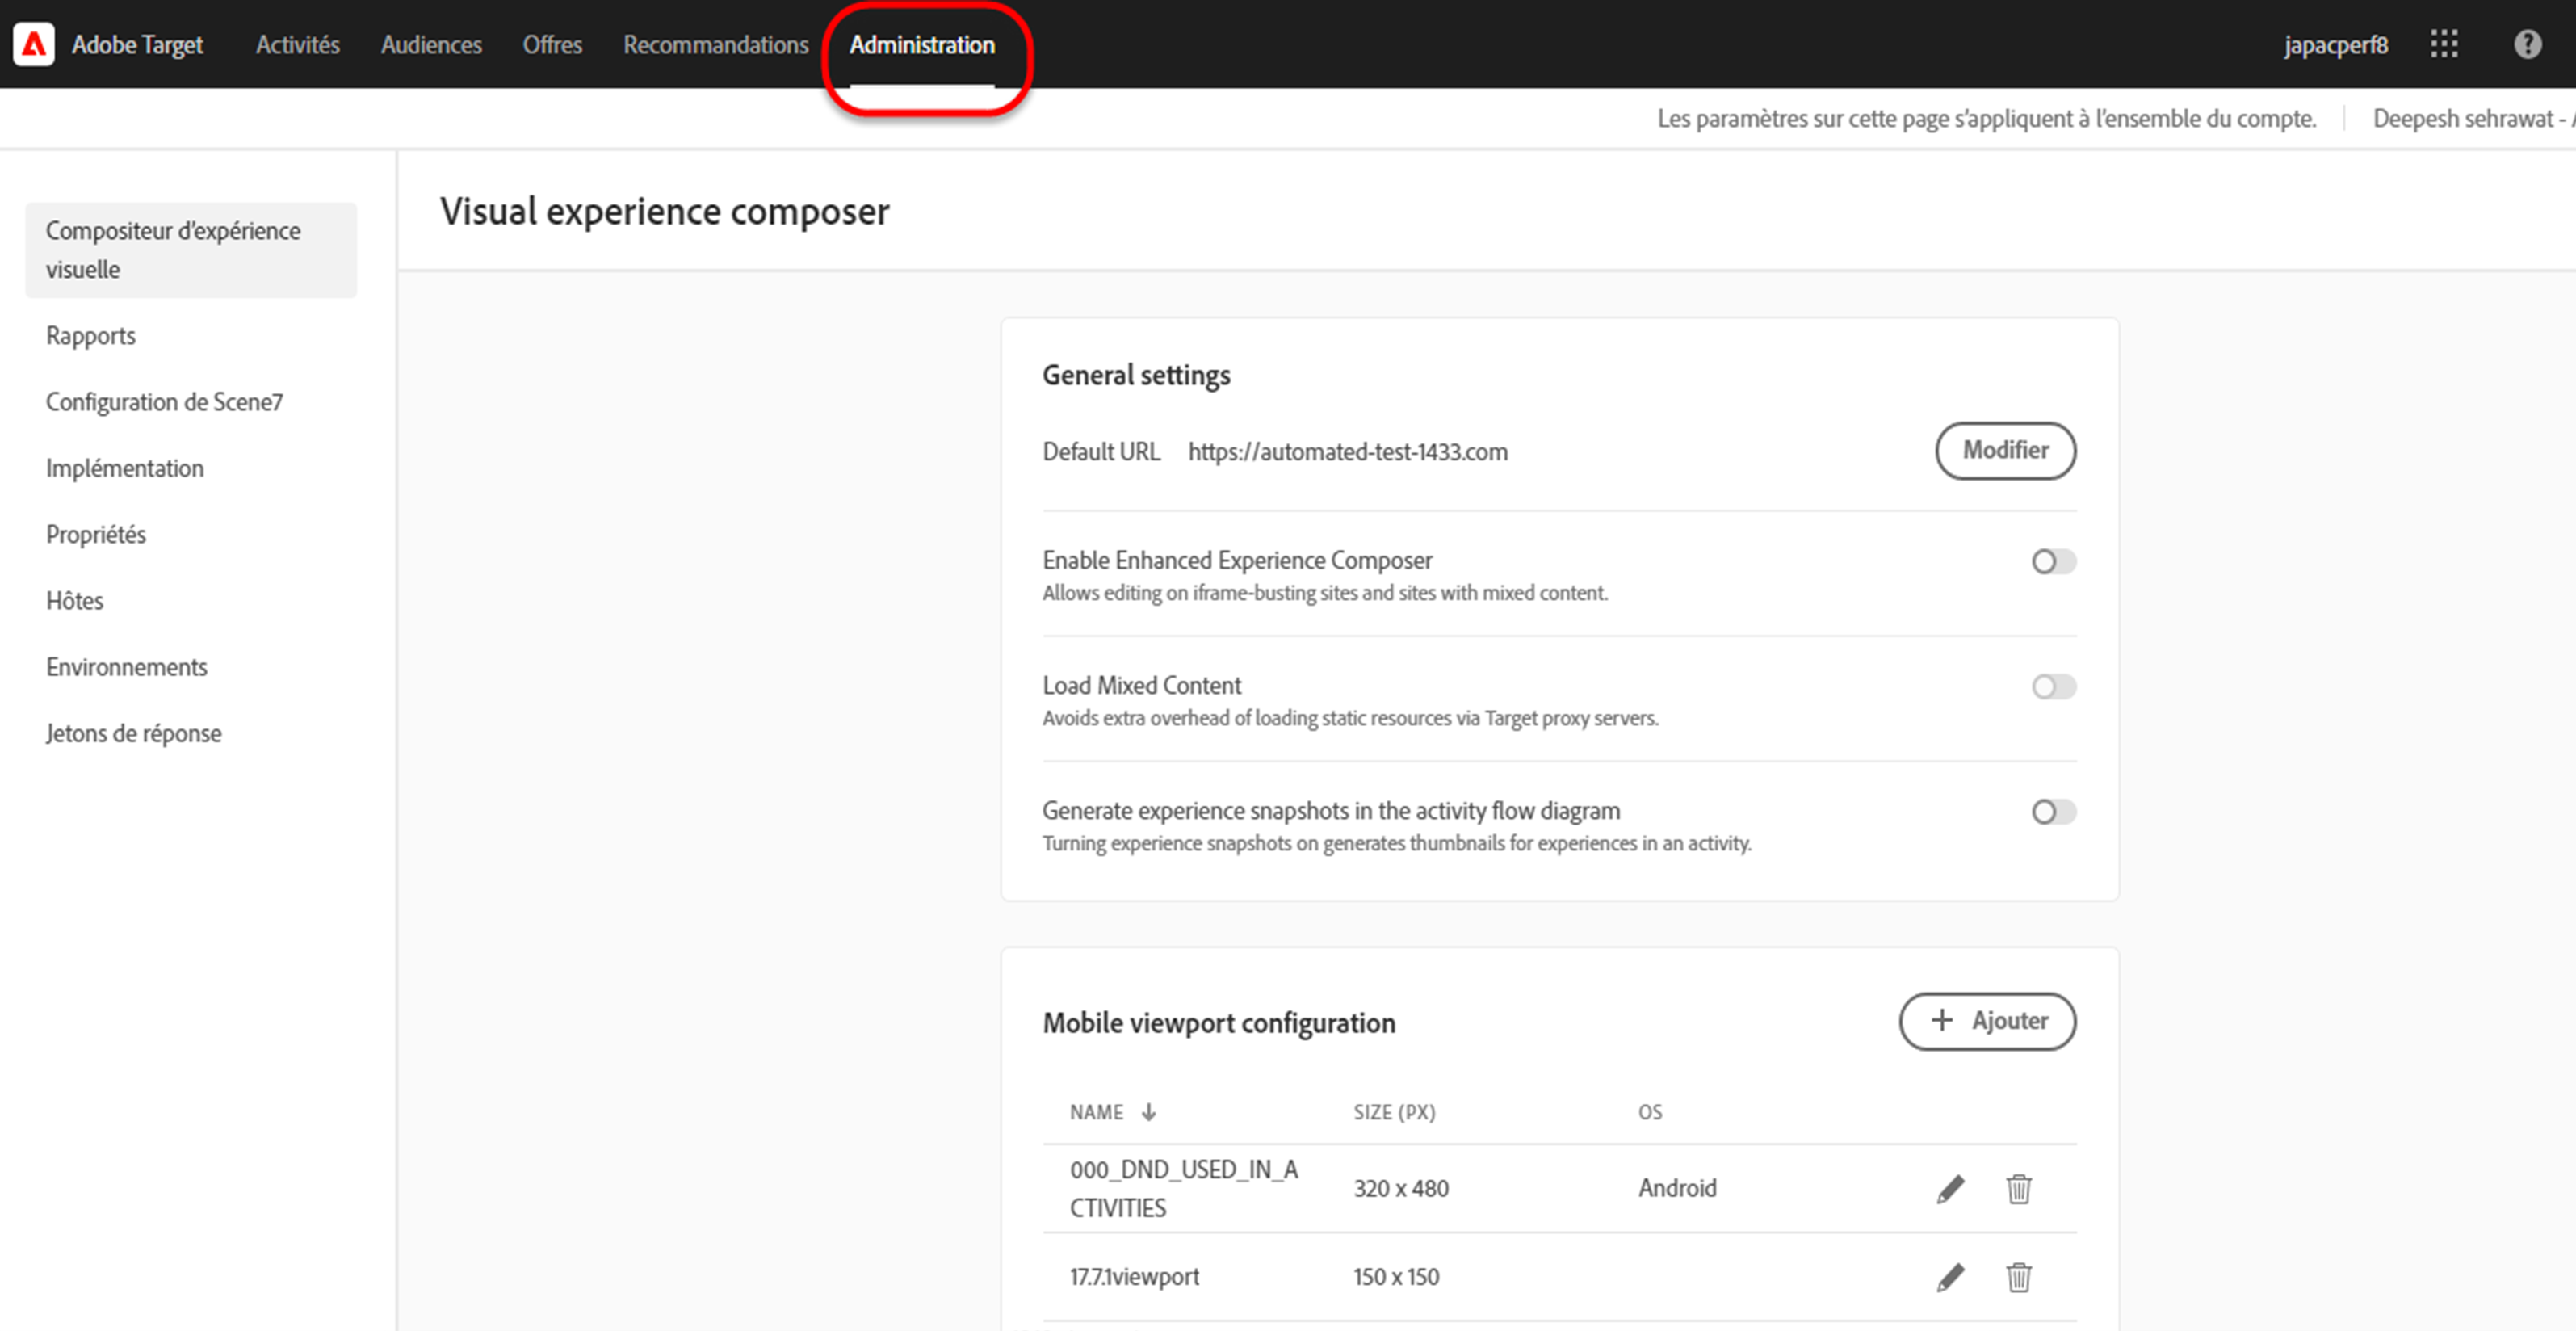 Adobe Target Activités Audiences Offres Recommandations Administration japacperf8
Les paramètres sur cette page s'appliquent à l'ensemble du compte. Deepesh sehrawat -
Compositeur d'expérience
visuelle
Rapports
Configuration de Scene7
Implémentation
Propriétés
Hôtes
Environnements
Jetons de réponse
Visual experience composer
General settings
Default URL https://automated-test-1433.com Modifier
Enable Enhanced Experience Composer
Allows editing on iframe-busting sites and sites with mixed content.
Load Mixed Content
Avoids extra overhead of loading static resources via Target proxy servers.
Generate experience snapshots in the activity flow diagram
Turning experience snapshots on generates thumbnails for experiences in an activity.
Mobile viewport configuration + Ajouter
NAME SIZE (PX) OS
000_DND_USED_IN_A
CTIVITIES
320 x 480 Android
17.7.1viewport 150 x 150